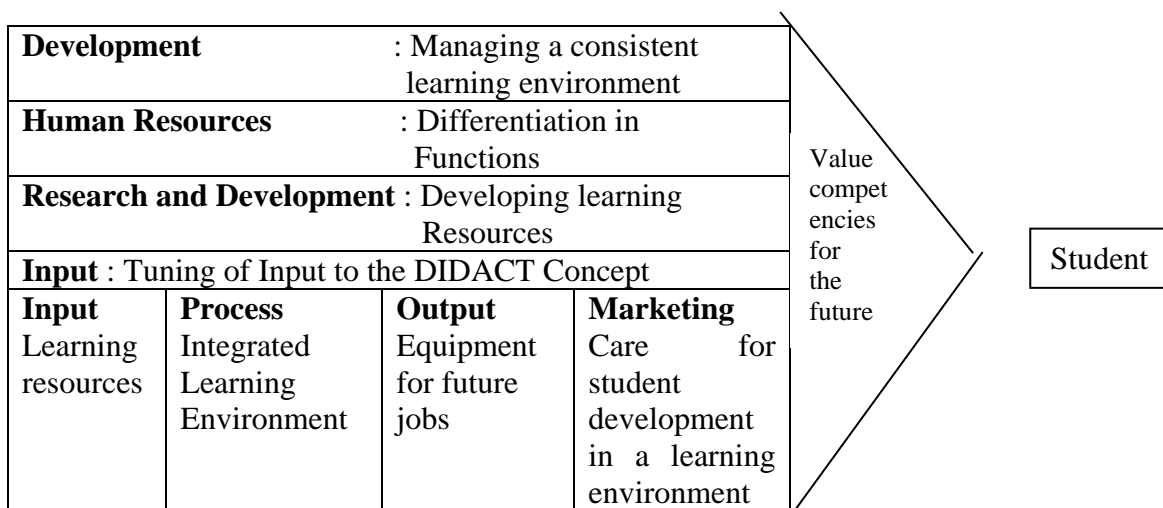 Development : Managing a consistent
learning environment
Human Resources : Differentiation in
Functions
Research and Development : Developing learning
Resources
Input : Tuning of Input to the DIDACT Concept
Input
Learning
resources
Process
Integrated
Learning
Environment
Output
Equipment
for future
jobs
Marketing
Care for
student
development
in a learning
environment
Value
compet
encies
for
the
future
Student